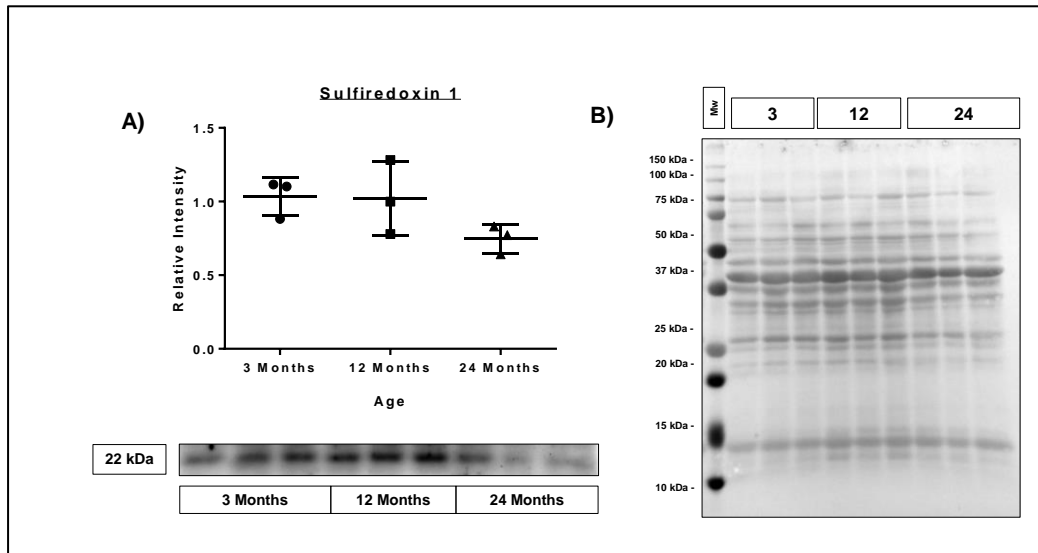 Sulfiredoxin 1
A)
1.5
1.0
0.5
0.0
Relative Intensity
3 Months
12 Months
24 Months
Age
22 kDa
3 Months
12 Months
24 Months
B)
Mw
3
12
24
150 kDa -
100 kDa -
75 kDa -
50 kDa -
37 kDa -
25 kDa -
20 kDa -
15 kDa -
10 kDa -